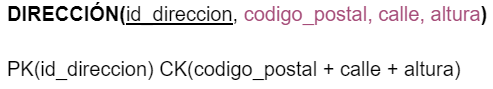 DIRECCIÓN(id_direccion, codigo_postal, calle, altura)
PK(id_direccion) CK(codigo_postal + calle + altura)